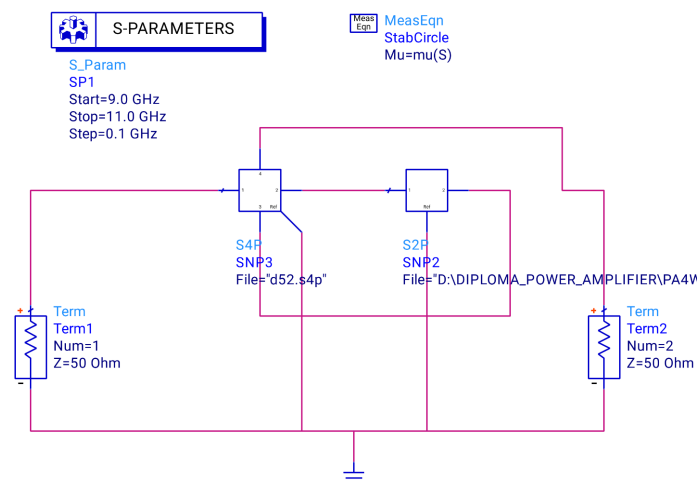 S-PARAMETERS
S_Param
SP1
Start=9.0 GHz
Stop=11.0 GHz
Step=0.1 GHz
Meas
Eqn
MeasEqn
StabCircle
Mu=mu(S)
4
1
2
3
Ref
S4P
SNP3
File="d52.s4p"
1
2
Ref
S2P
SNP2
File="D:\DIPLOMA_POWER_AMPLIFIER\PA4W
+
Term
Term1
Num=1
Z=50 Ohm
-
+
Term
Term2
Num=2
Z=50 Ohm
-